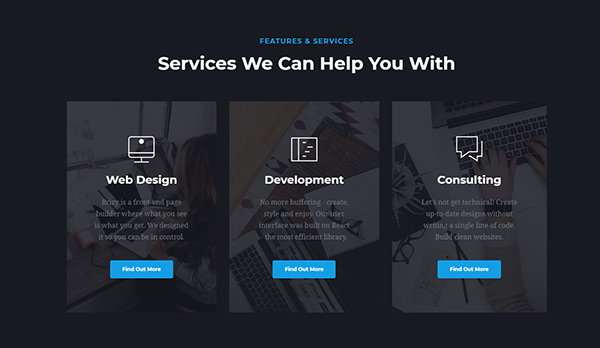 FEATURES & SERVICES
Services We Can Help You With
Web Design
Brizy is a front-end page
builder where what you see
is what you get. We designed
it so you can be in control.
Find Out More
Development
No more buffering - create,
style and enjoy. Our user
interface was built on React
- the most efficient library.
Find Out More
Consulting
Let's not get technical! Create
up-to-date designs without
writing a single line of code.
Build clean websites.
Find Out More